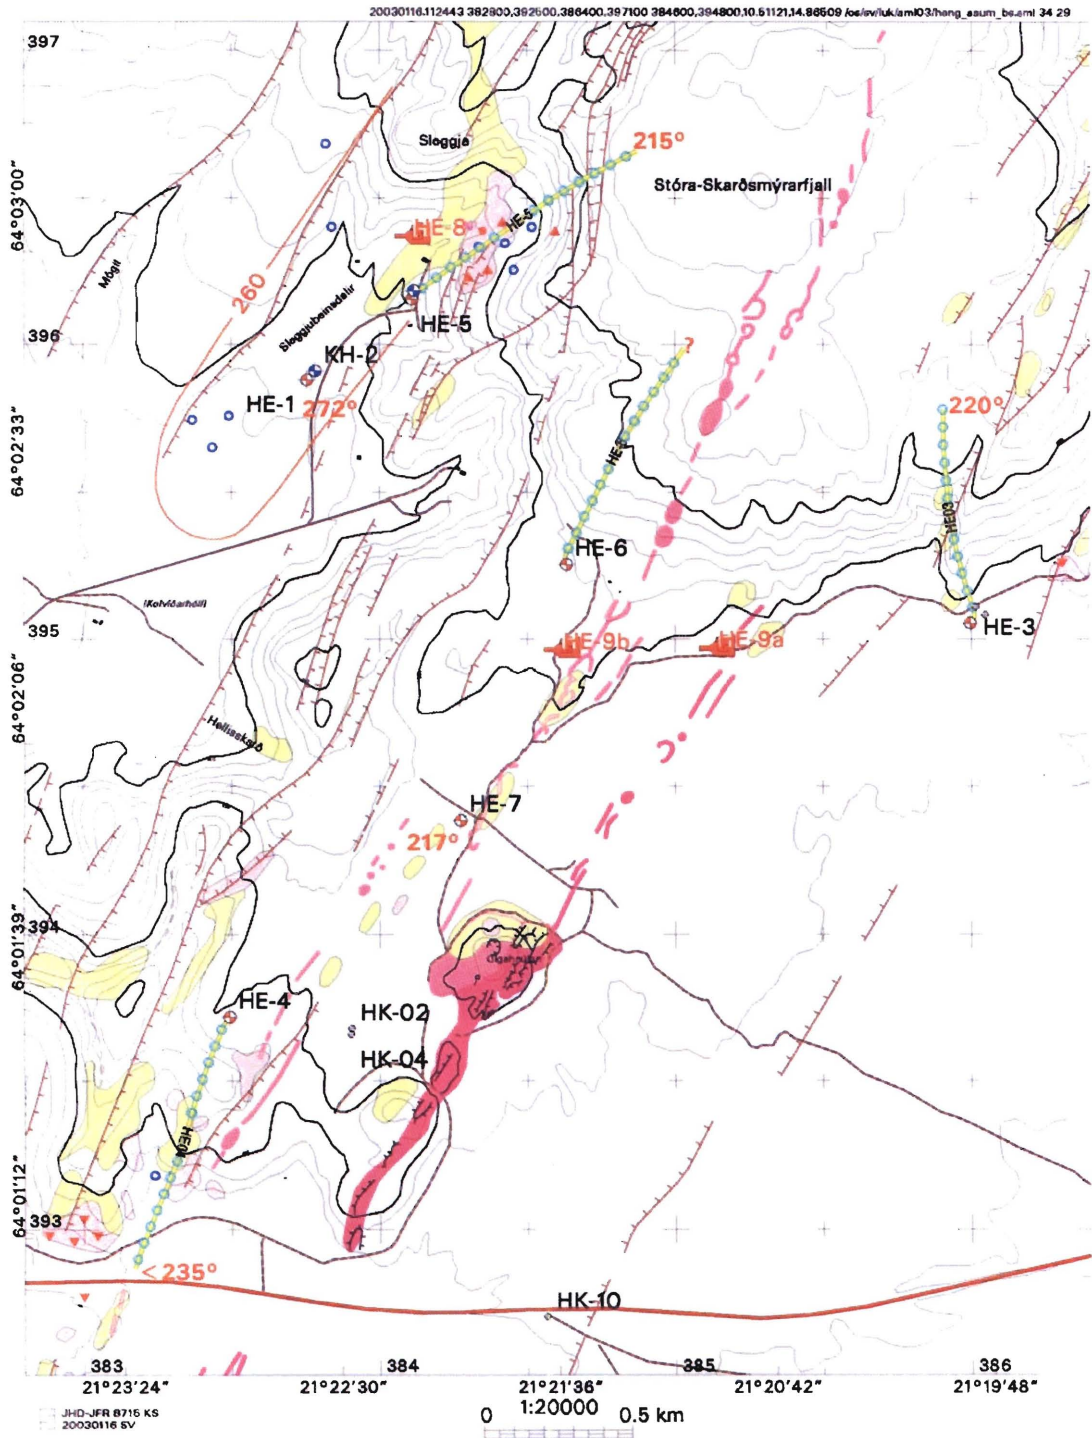 20030116.112443 382800,392500,386400,397100 384600,394800,10.51121,14.86509 /os/sv/luk/aml03/heng_asum_bs.aml 34 29
397
Sleggja
215°
Stóra-Skarðsmýrarfjall
64°03'00"
HE-8
HE-5
Mógil
260
Sleggjubeinsdalir
HE-5
396
KH-2
?
HE-1
272°
220°
64°02'33"
HE03
HE-6
(Kolviðarhóll)
395
HE-3
HE-9b
HE-9a
64°02'06"
Hellisskarð
HE-7
217°
394
64°01'39"
HE-4
HK-02
HK-04
HE04
64°01'12"
393
<235°
HK-10
383
384
385
386
21°23'24"
21°22'30"
21°21'36"
21°20'42"
21°19'48"
1:20000
0
0.5 km
JHD-JFR 8715 KS
20030116 SV